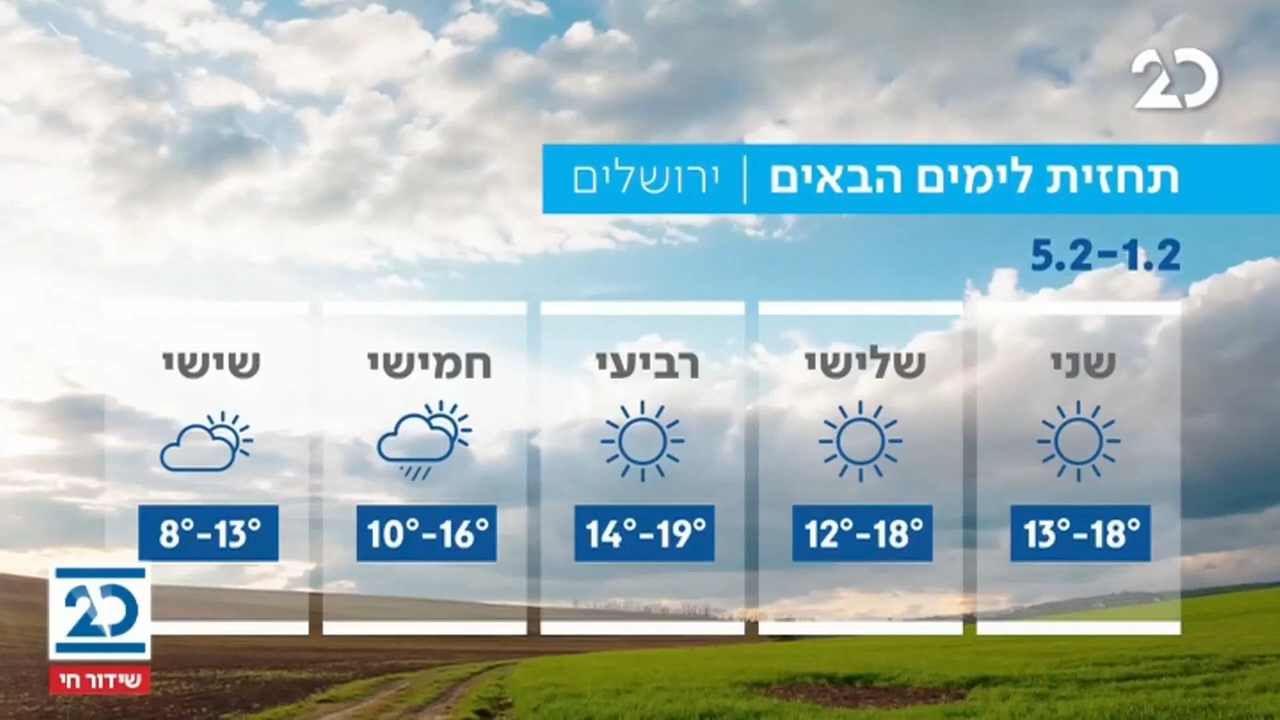 20
תחזית לימים הבאים | ירושלים
5.2-1.2
שני
שלישי
רביעי
חמישי
שישי
13°-18°
12°-18°
14°-19°
10°-16°
8°-13°
20
שידור חי